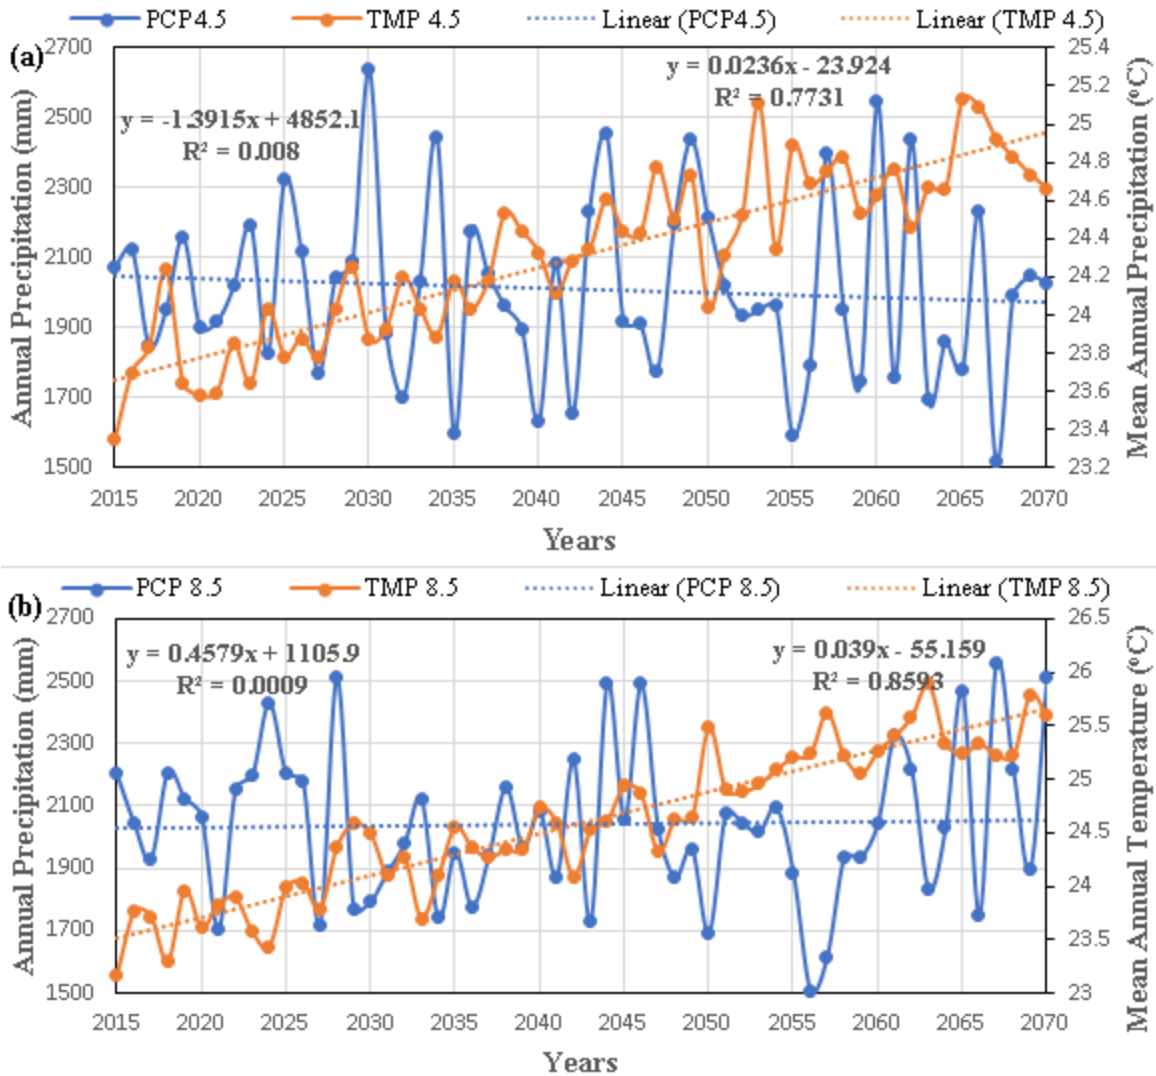 PCP4.5 TMP 4.5 Linear (PCP4.5) Linear (TMP 4.5)
(a)
Annual Precipitation (mm)
2700
2500
2300
2100
1900
1700
1500
y = -1.3915x + 4852.1
R² = 0.008
y = 0.0236x - 23.924
R² = 0.7731
25.4
25.2
25
24.8
24.6
24.4
24.2
24
23.8
23.6
23.4
23.2
Mean Annual Precipitation (ºC)
2015 2020 2025 2030 2035 2040 2045 2050 2055 2060 2065 2070
Years
PCP 8.5 TMP 8.5 Linear (PCP 8.5) Linear (TMP 8.5)
(b)
Annual Precipitation (mm)
2700
2500
2300
2100
1900
1700
1500
y = 0.4579x + 1105.9
R² = 0.0009
y = 0.039x - 55.159
R² = 0.8593
26.5
26
25.5
25
24.5
24
23.5
23
Mean Annual Temperature (ºC)
2015 2020 2025 2030 2035 2040 2045 2050 2055 2060 2065 2070
Years